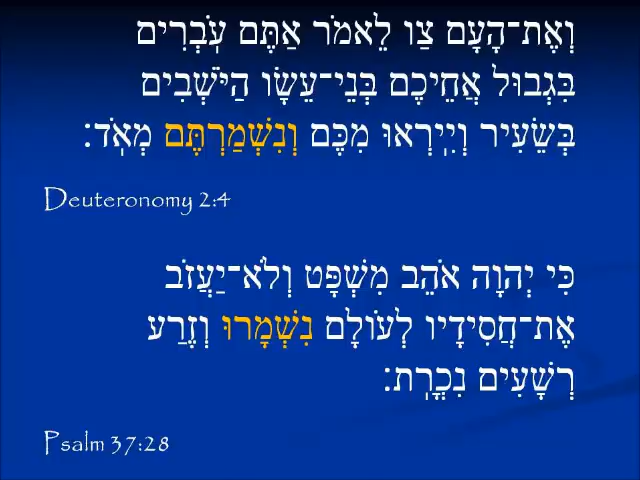 וְאֶת־הָעָם צַו לֵאמֹר אַתֶּם עֹבְרִים
בִּגְבוּל אֲחֵיכֶם בְּנֵי־עֵשָׂו הַיֹּשְׁבִים
בְּשֵׂעִיר וְיִירְאוּ מִכֶּם וְנִשְׁמַרְתֶּם מְאֹד׃
Deuteronomy 2:4
כִּי יְהוָה אֹהֵב מִשְׁפָּט וְלֹא־יַעֲזֹב
אֶת־חֲסִידָיו לְעוֹלָם נִשְׁמָרוּ וְזֶרַע
רְשָׁעִים נִכְרָת׃
Psalm 37:28